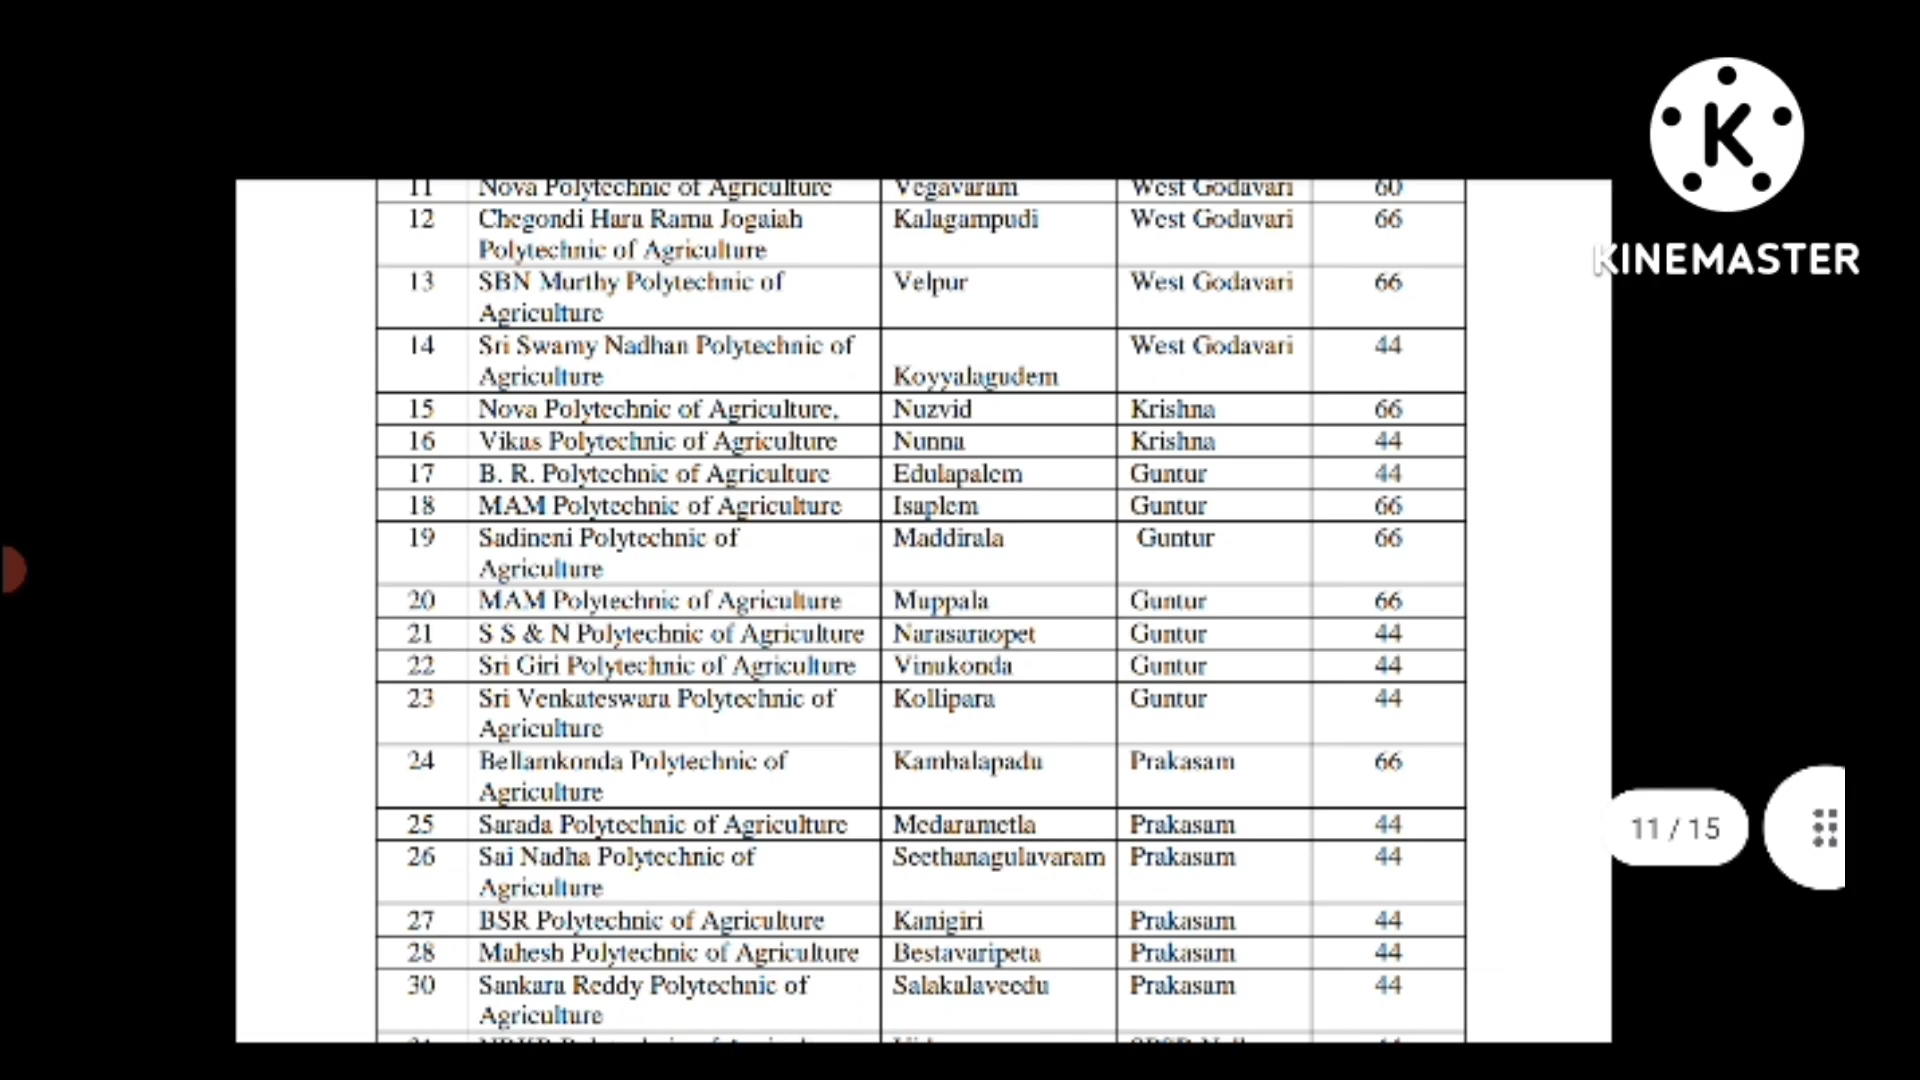 K
KINEMASTER
11 Nova Polytechnic of Agriculture Vegavaram West Godavari 60
12 Chegondi Hara Rama Jogaiah Kalagampudi West Godavari 66
Polytechnic of Agriculture
13 SBN Murthy Polytechnic of Velpur West Godavari 66
Agriculture
14 Sri Swamy Nadhan Polytechnic of West Godavari 44
Agriculture Koyyalagudem
15 Nova Polytechnic of Agriculture, Nuzvid Krishna 66
16 Vikas Polytechnic of Agriculture Nunna Krishna 44
17 B. R. Polytechnic of Agriculture Edulapalem Guntur 44
18 MAM Polytechnic of Agriculture Isaplem Guntur 66
19 Sadineni Polytechnic of Maddirala Guntur 66
Agriculture
20 MAM Polytechnic of Agriculture Muppala Guntur 66
21 S S & N Polytechnic of Agriculture Narasaraopet Guntur 44
22 Sri Giri Polytechnic of Agriculture Vinukonda Guntur 44
23 Sri Venkateswara Polytechnic of Kollipara Guntur 44
Agriculture
24 Bellamkonda Polytechnic of Kambalapadu Prakasam 66
Agriculture
25 Sarada Polytechnic of Agriculture Medarametla Prakasam 44
26 Sai Nadha Polytechnic of Seethanagulavaram Prakasam 44
Agriculture
27 BSR Polytechnic of Agriculture Kanigiri Prakasam 44
28 Mahesh Polytechnic of Agriculture Bestavaripeta Prakasam 44
30 Sankara Reddy Polytechnic of Salakalaveedu Prakasam 44
Agriculture
11 / 15